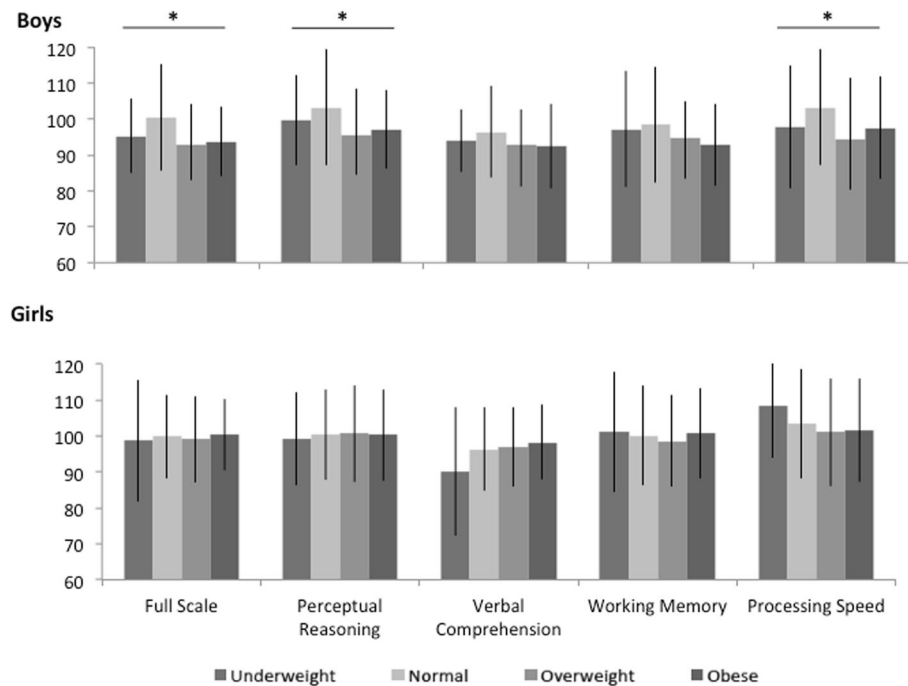 Boys
* * *
120
110
100
90
80
70
60
Girls
120
110
100
90
80
70
60
Full Scale Perceptual Reasoning Verbal Comprehension Working Memory Processing Speed
Underweight Normal Overweight Obese